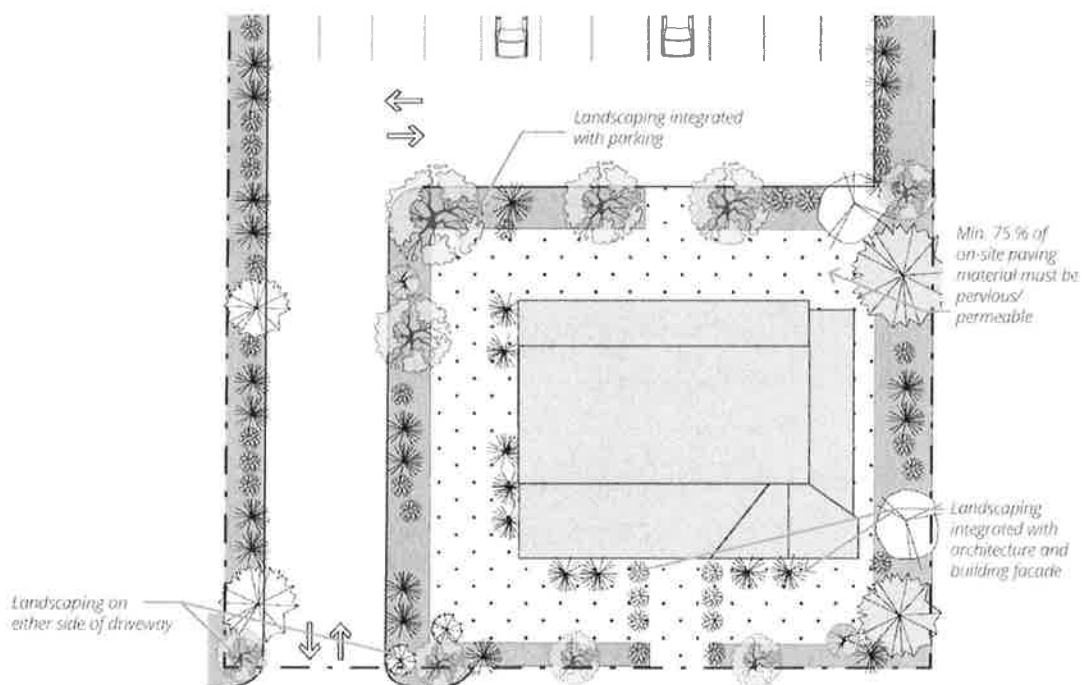 Landscaping integrated
with parking
Min. 75 % of
on-site paving
material must be
pervious/
permeable
Landscaping
integrated with
architecture and
building facade
Landscaping on
either side of driveway